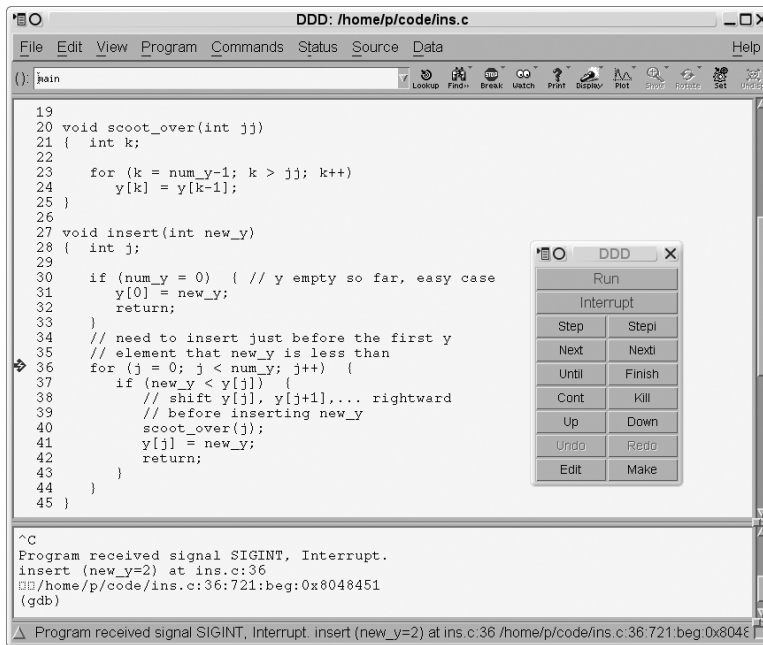 DDD: /home/p/code/ins.c
File Edit View Program Commands Status Source Data Help
(): main Lookup Find» Break Watch Print Display Plot Show Rotate Set
19
20 void scoot_over(int jj)
21 { int k;
22
23 for (k = num_y-1; k > jj; k++)
24 y[k] = y[k-1];
25 }
26
27 void insert(int new_y)
28 { int j;
29
30 if (num_y = 0) { // y empty so far, easy case
31 y[0] = new_y;
32 return;
33 }
34 // need to insert just before the first y
35 // element that new_y is less than
36 for (j = 0; j < num_y; j++) {
37 if (new_y < y[j]) {
38 // shift y[j], y[j+1],... rightward
39 // before inserting new_y
40 scoot_over(j);
41 y[j] = new_y;
42 return;
43 }
44 }
45 }
DDD
Run
Interrupt
Step Stepi
Next Nexti
Until Finish
Cont Kill
Up Down
Undo Redo
Edit Make
^C
Program received signal SIGINT, Interrupt.
insert (new_y=2) at ins.c:36
/home/p/code/ins.c:36:721:beg:0x8048451
(gdb)
Program received signal SIGINT, Interrupt. insert (new_y=2) at ins.c:36 /home/p/code/ins.c:36:721:beg:0x8048